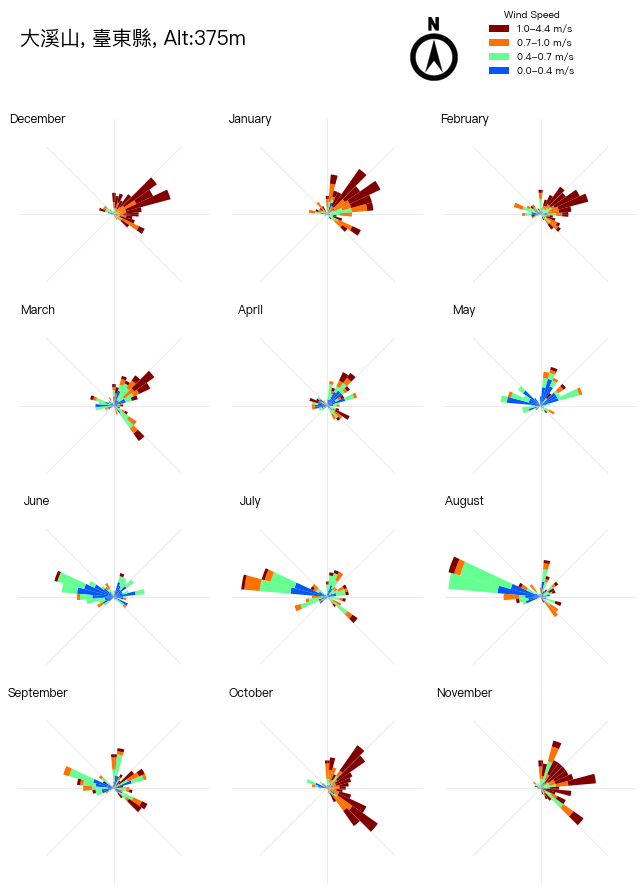 大溪山, 臺東縣, Alt:375m
N
Wind Speed
1.0–4.4 m/s
0.7–1.0 m/s
0.4–0.7 m/s
0.0–0.4 m/s
December
January
February
March
April
May
June
July
August
September
October
November